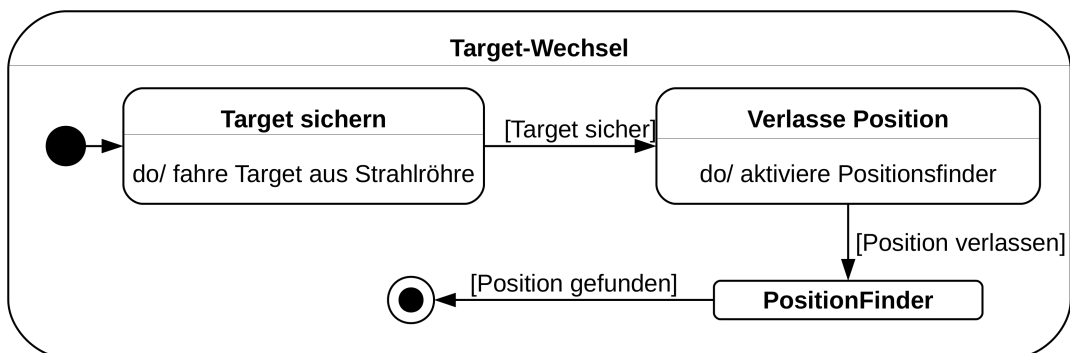 Target-Wechsel
Target sichern
do/ fahre Target aus Strahlröhre
[Target sicher]
Verlasse Position
do/ aktiviere Positionsfinder
[Position verlassen]
PositionFinder
[Position gefunden]